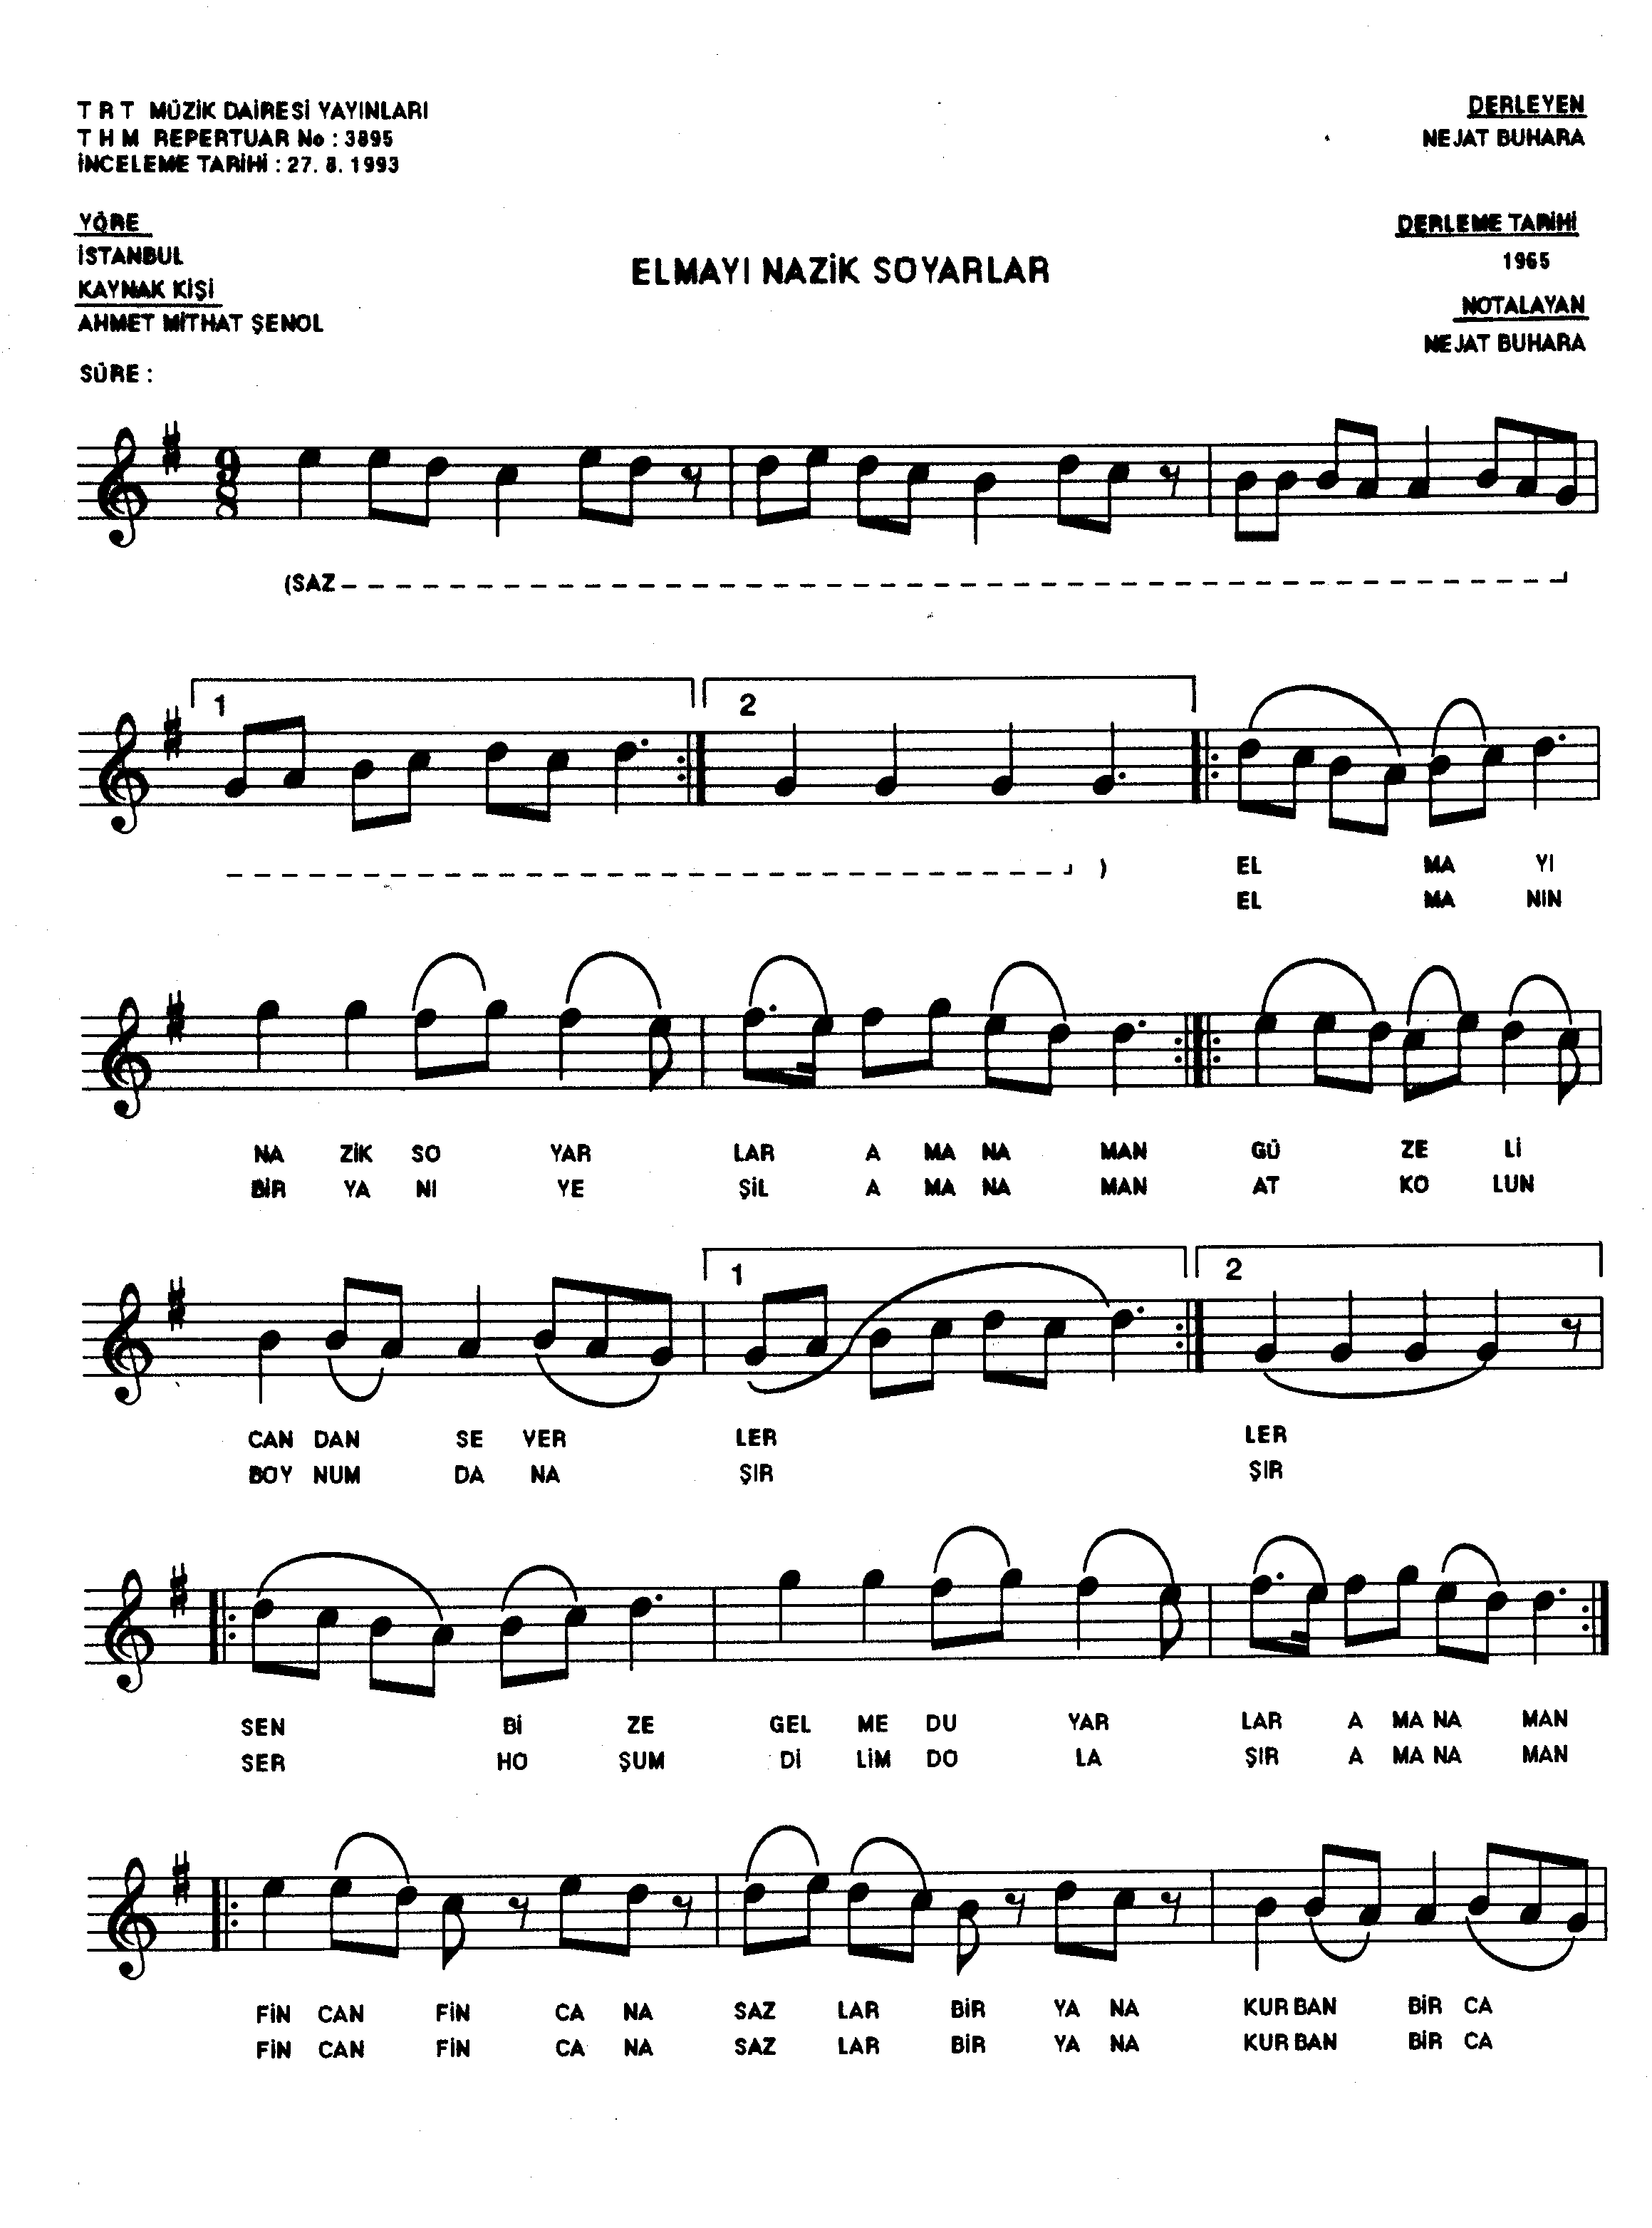 T R T MÜZİK DAİRESİ YAYINLARI
T H M REPERTUAR No : 3895
İNCELEME TARİHİ : 27. 8. 1993
DERLEYEN
NEJAT BUHARA
YÖRE
İSTANBUL
KAYNAK KİŞİ
AHMET MİTHAT ŞENOL
SÜRE :
ELMAYI NAZİK SOYARLAR
DERLEME TARİHİ
1965
NOTALAYAN
NEJAT BUHARA
9
8
(SAZ
1 2
)
EL MA YI
EL MA NIN
NA ZİK SO YAR LAR A MA NA MAN GÜ ZE Lİ
BİR YA NI YE ŞİL A MA NA MAN AT KO LUN
1 2
CAN DAN SE VER LER LER
BOY NUM DA NA ŞIR ŞIR
SEN Bİ ZE GEL ME DU YAR LAR A MA NA MAN
SER HO ŞUM Dİ LİM DO LA ŞIR A MA NA MAN
FİN CAN FİN CA NA SAZ LAR BİR YA NA KUR BAN BİR CA
FİN CAN FİN CA NA SAZ LAR BİR YA NA KUR BAN BİR CA